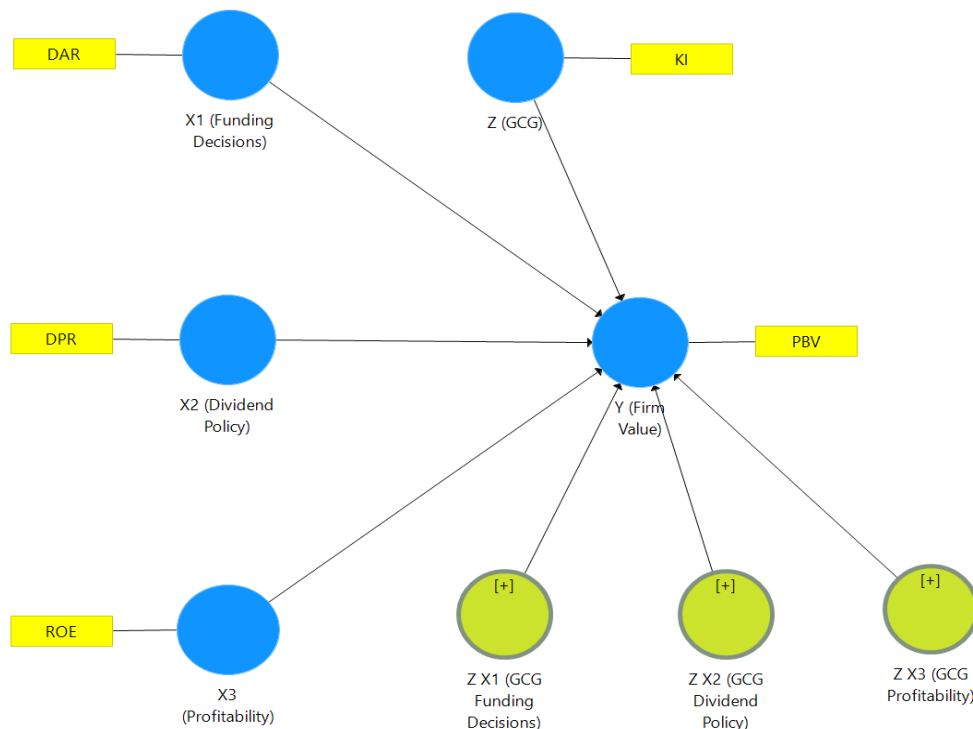 DAR
X1 (Funding
Decisions)
Z (GCG)
KI
DPR
X2 (Dividend
Policy)
Y (Firm
Value)
PBV
ROE
X3
(Profitability)
[+]
Z X1 (GCG
Funding
Decisions)
[+]
Z X2 (GCG
Dividend
Policy)
[+]
Z X3 (GCG
Profitability)